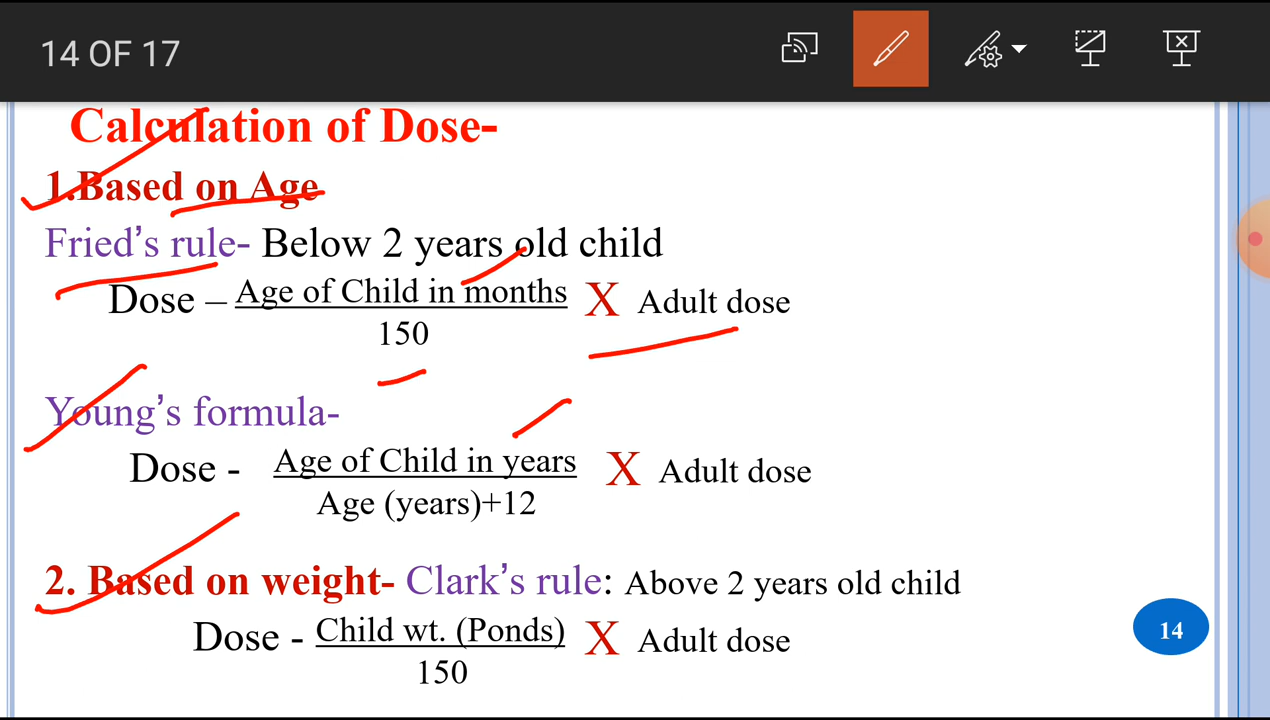 14 OF 17
Calculation of Dose-
1.Based on Age
Fried’s rule- Below 2 years old child
Dose – Age of Child in months X Adult dose
150
Young’s formula-
Dose - Age of Child in years X Adult dose
Age (years)+12
2. Based on weight- Clark’s rule: Above 2 years old child
Dose - Child wt. (Ponds) X Adult dose
150
14